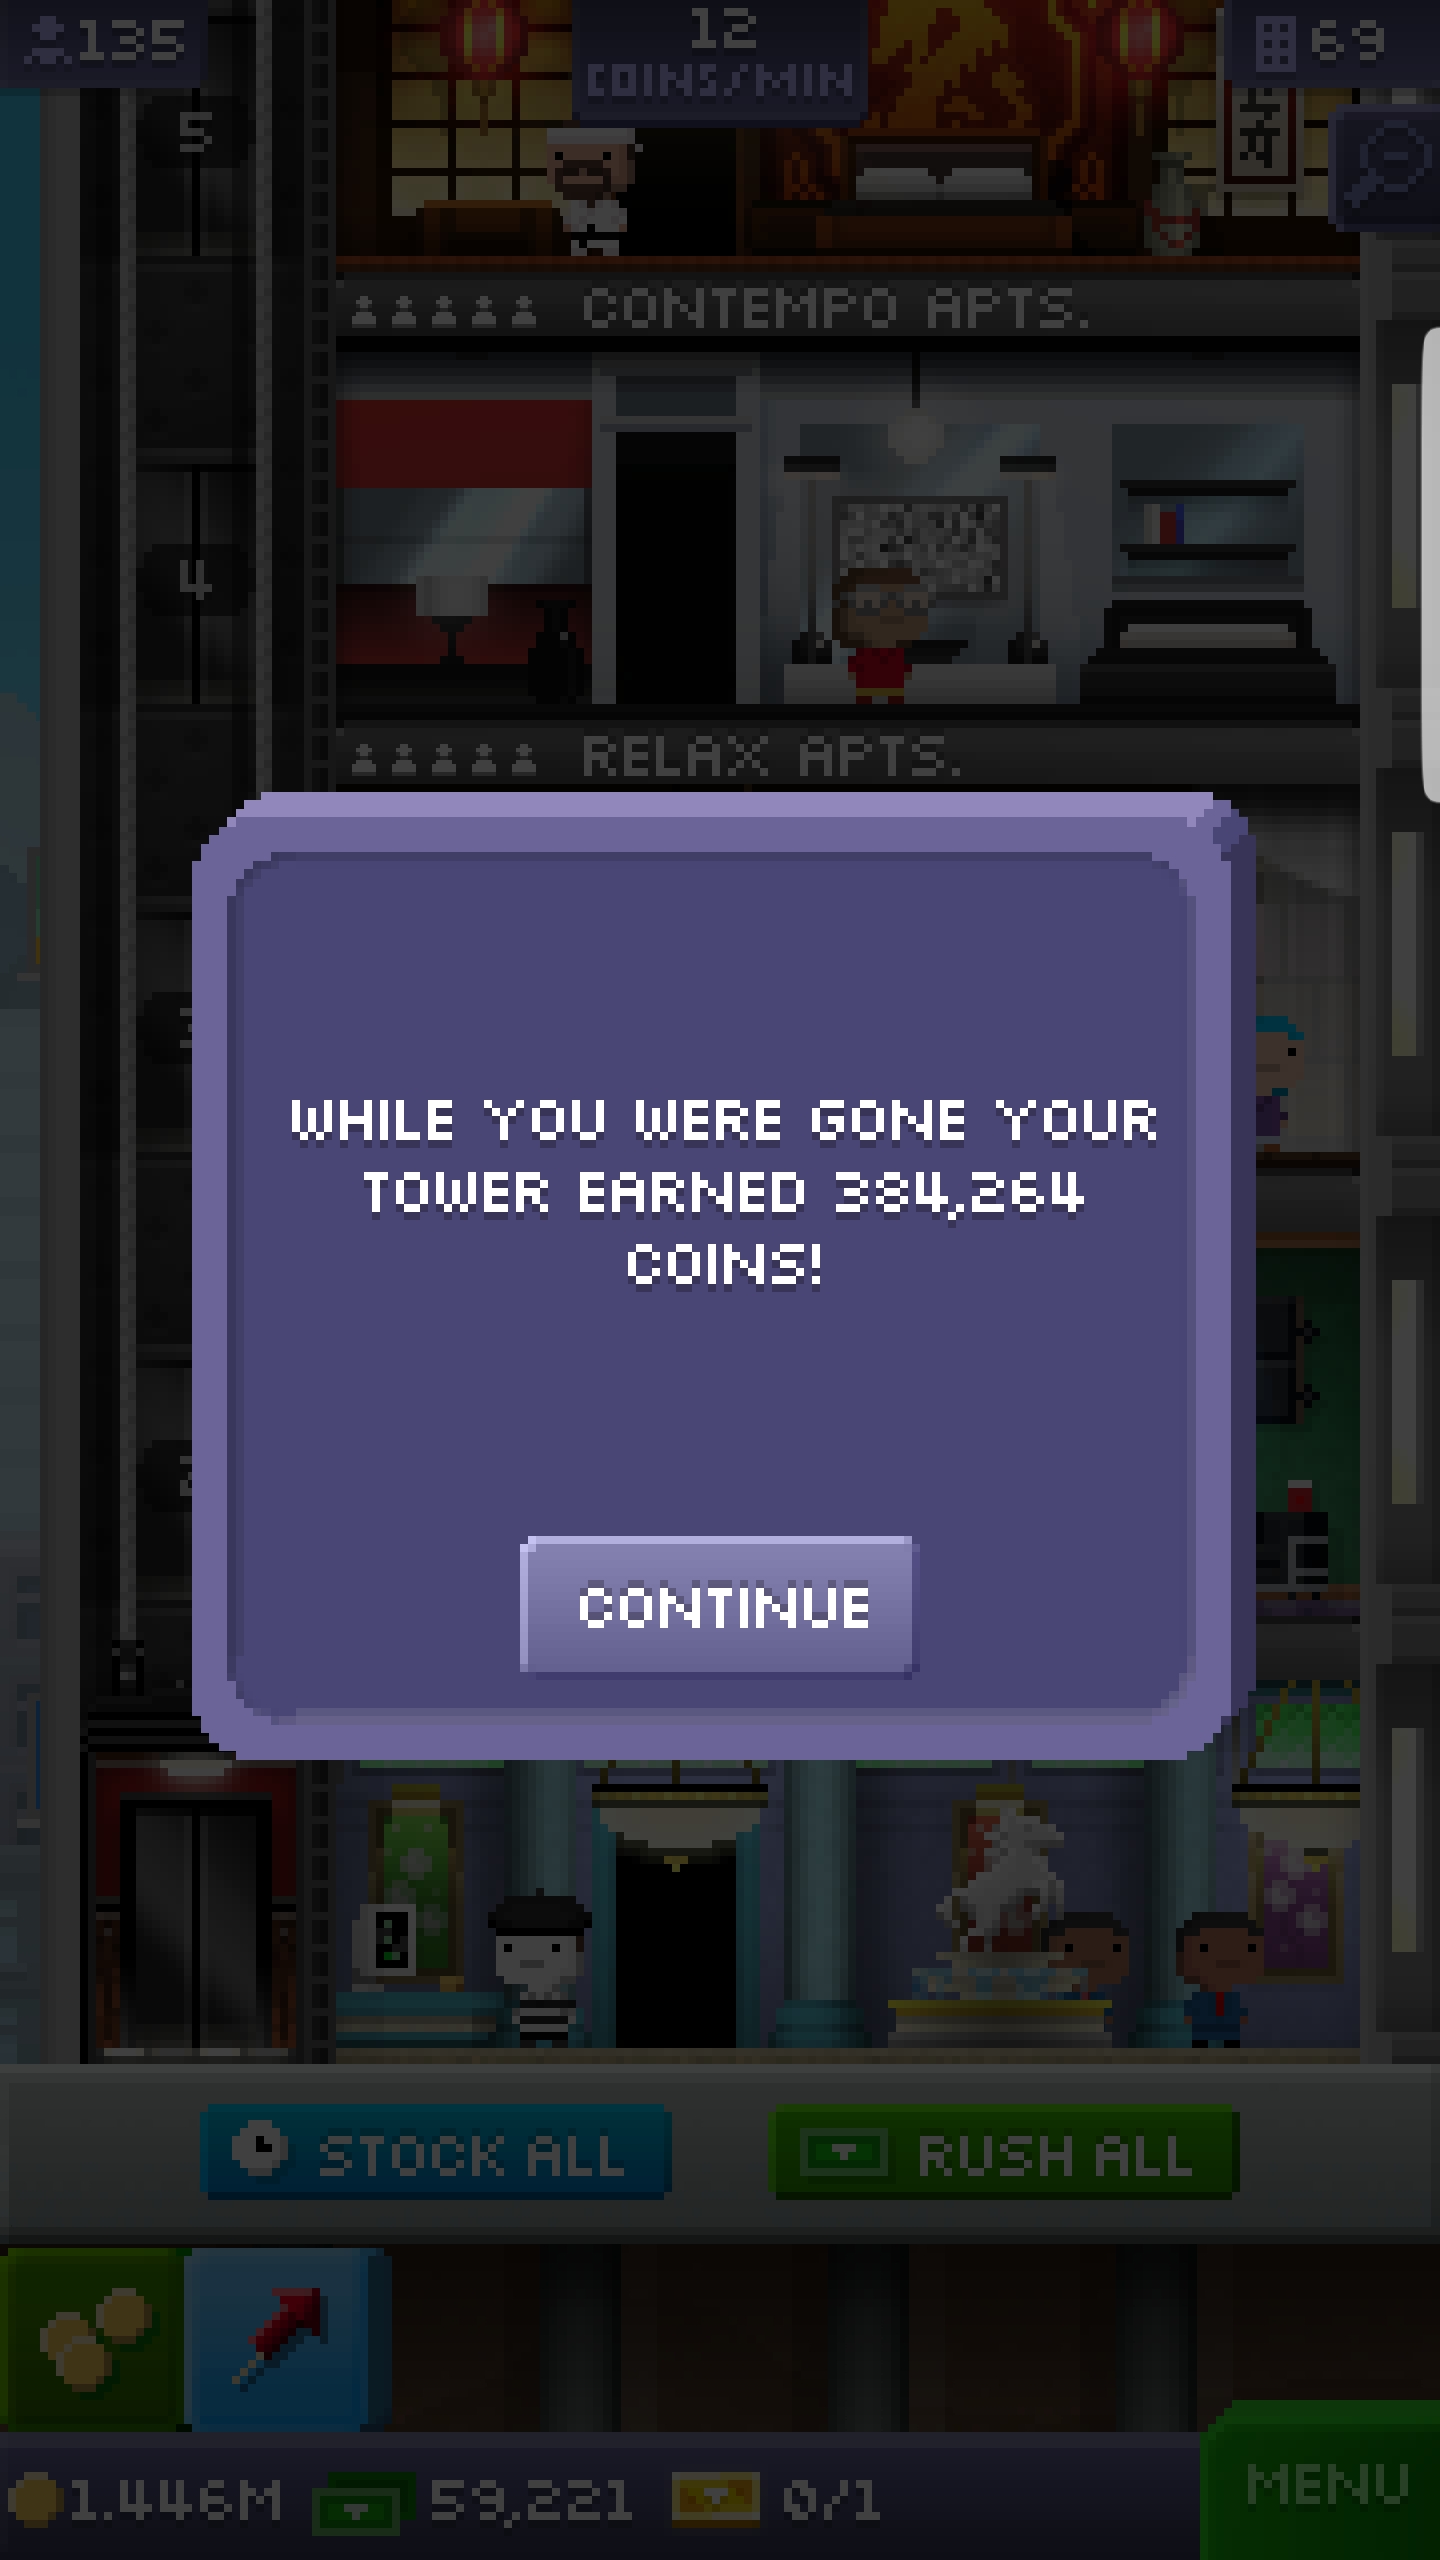 135
12
COINS/MIN
69
5
CONTEMPO APTS.
4
RELAX APTS.
WHILE YOU WERE GONE YOUR
TOWER EARNED 384,264
COINS!
CONTINUE
STOCK ALL
RUSH ALL
1.446M
59,221
0/1
MENU